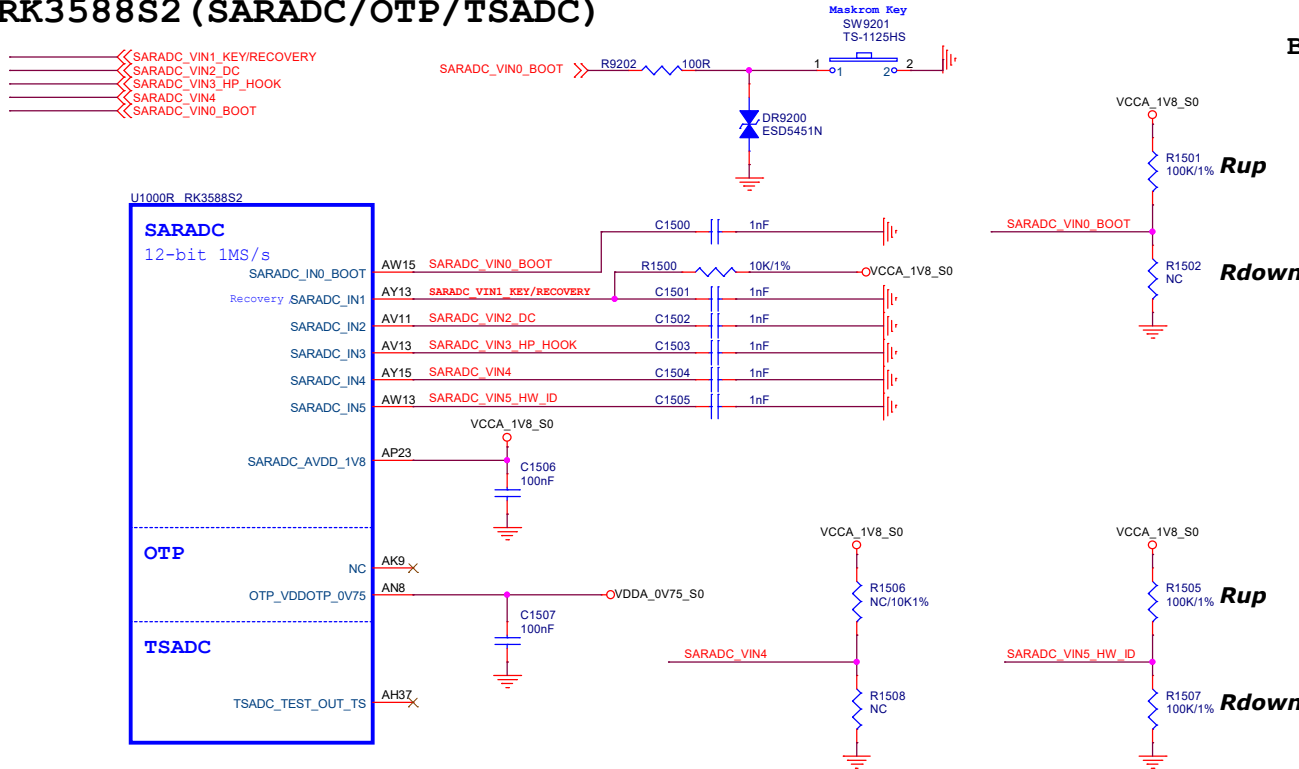 RK3588S2(SARADC/OTP/TSADC)
SARADC_VIN1_KEY/RECOVERY
SARADC_VIN2_DC
SARADC_VIN3_HP_HOOK
SARADC_VIN4
SARADC_VIN0_BOOT
SARADC_VIN0_BOOT
R9202
100R
Maskrom Key
SW9201
TS-1125HS
1
1
2
2
DR9200
ESD5451N
B
VCCA_1V8_S0
R1501
100K/1%
Rup
SARADC_VIN0_BOOT
R1502
NC
Rdown
U1000R RK3588S2
SARADC
12-bit 1MS/s
SARADC_IN0_BOOT
AW15
SARADC_VIN0_BOOT
C1500
1nF
R1500
10K/1%
VCCA_1V8_S0
Recovery
SARADC_IN1
AY13
SARADC_VIN1_KEY/RECOVERY
C1501
1nF
SARADC_IN2
AV11
SARADC_VIN2_DC
C1502
1nF
SARADC_IN3
AV13
SARADC_VIN3_HP_HOOK
C1503
1nF
SARADC_IN4
AY15
SARADC_VIN4
C1504
1nF
SARADC_IN5
AW13
SARADC_VIN5_HW_ID
C1505
1nF
VCCA_1V8_S0
SARADC_AVDD_1V8
AP23
C1506
100nF
OTP
NC
AK9
OTP_VDDOTP_0V75
AN8
VDDA_0V75_S0
C1507
100nF
TSADC
TSADC_TEST_OUT_TS
AH37
VCCA_1V8_S0
R1506
NC/10K1%
SARADC_VIN4
R1508
NC
VCCA_1V8_S0
R1505
100K/1%
Rup
SARADC_VIN5_HW_ID
R1507
100K/1%
Rdown